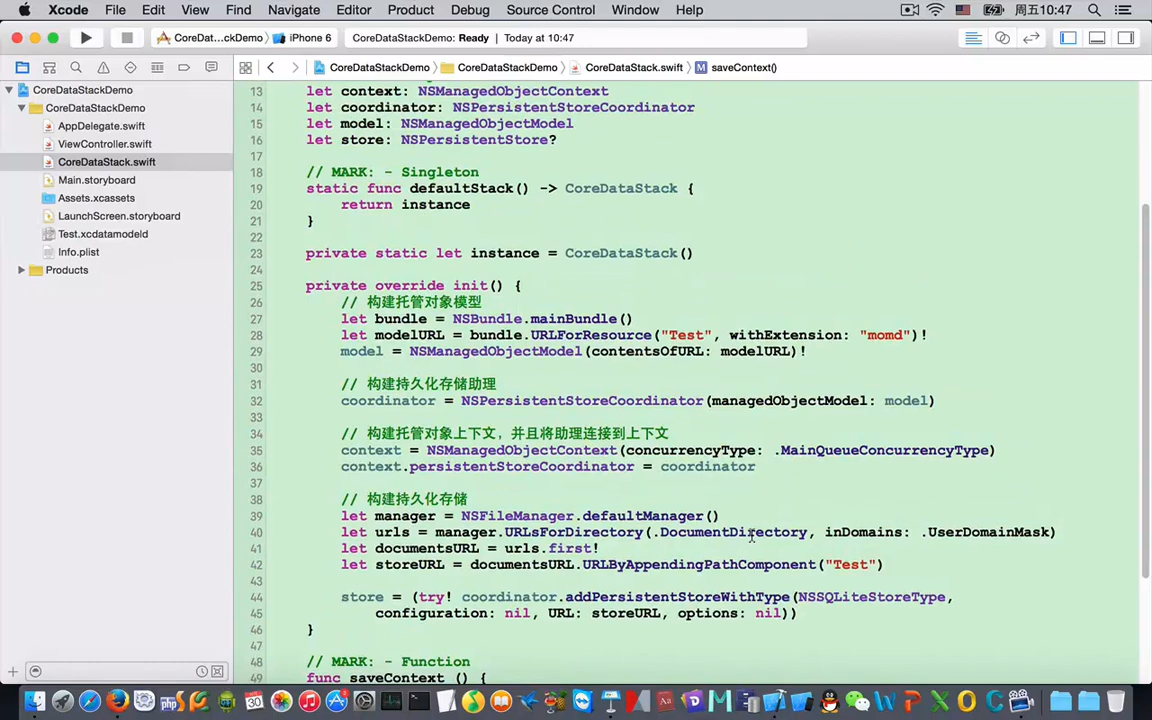 Xcode File Edit View Find Navigate Editor Product Debug Source Control Window Help 周五10:47
CoreDat...ckDemo iPhone 6 CoreDataStackDemo: Ready Today at 10:47
CoreDataStackDemo CoreDataStackDemo CoreDataStack.swift M saveContext()
CoreDataStackDemo
CoreDataStackDemo
AppDelegate.swift
ViewController.swift
CoreDataStack.swift
Main.storyboard
Assets.xcassets
LaunchScreen.storyboard
Test.xcdatamodeld
Info.plist
Products
13 let context: NSManagedObjectContext
14 let coordinator: NSPersistentStoreCoordinator
15 let model: NSManagedObjectModel
16 let store: NSPersistentStore?
17
18 // MARK: - Singleton
19 static func defaultStack() -> CoreDataStack {
20 return instance
21 }
22
23 private static let instance = CoreDataStack()
24
25 private override init() {
26 // 构建托管对象模型
27 let bundle = NSBundle.mainBundle()
28 let modelURL = bundle.URLForResource("Test", withExtension: "momd")!
29 model = NSManagedObjectModel(contentsOfURL: modelURL)!
30
31 // 构建持久化存储助理
32 coordinator = NSPersistentStoreCoordinator(managedObjectModel: model)
33
34 // 构建托管对象上下文，并且将助理连接到上下文
35 context = NSManagedObjectContext(concurrencyType: .MainQueueConcurrencyType)
36 context.persistentStoreCoordinator = coordinator
37
38 // 构建持久化存储
39 let manager = NSFileManager.defaultManager()
40 let urls = manager.URLsForDirectory(.DocumentDirectory, inDomains: .UserDomainMask)
41 let documentsURL = urls.first!
42 let storeURL = documentsURL.URLByAppendingPathComponent("Test")
43
44 store = (try! coordinator.addPersistentStoreWithType(NSSQLiteStoreType,
45 configuration: nil, URL: storeURL, options: nil))
46 }
47
48 // MARK: - Function
49 func saveContext () {